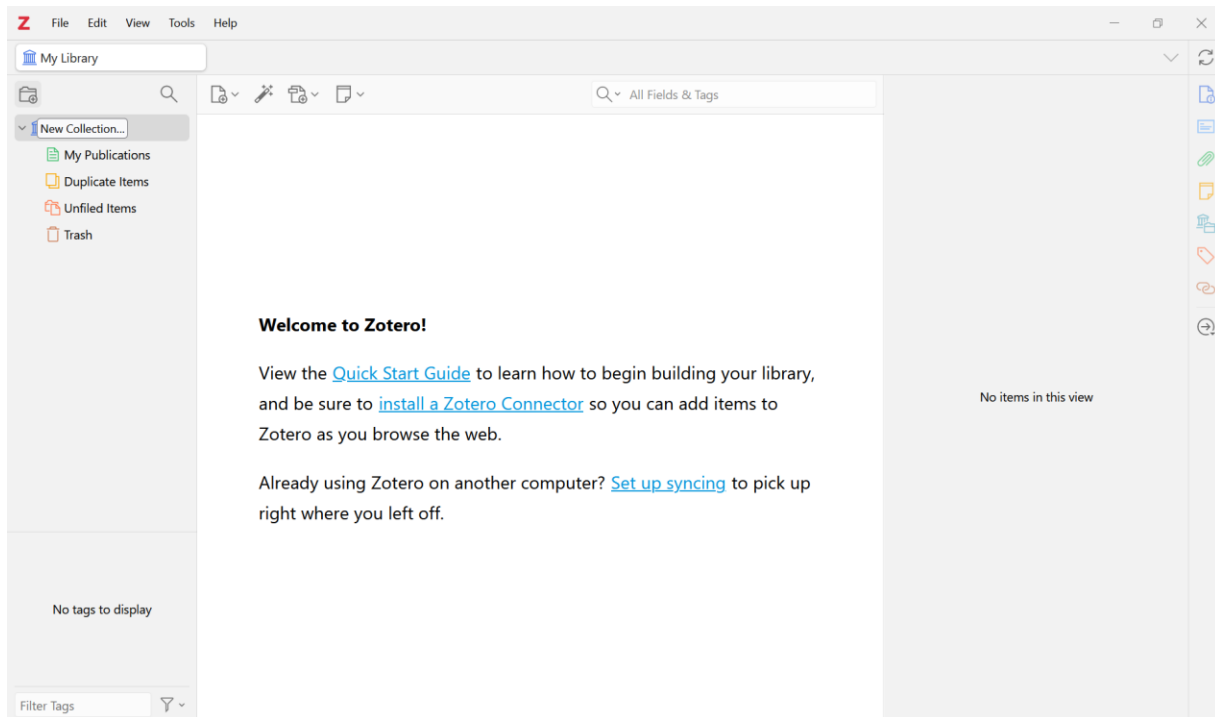 Z File Edit View Tools Help
My Library
All Fields & Tags
New Collection...
My Publications
Duplicate Items
Unfiled Items
Trash
Welcome to Zotero!
View the Quick Start Guide to learn how to begin building your library,
and be sure to install a Zotero Connector so you can add items to
Zotero as you browse the web.
Already using Zotero on another computer? Set up syncing to pick up
right where you left off.
No items in this view
No tags to display
Filter Tags